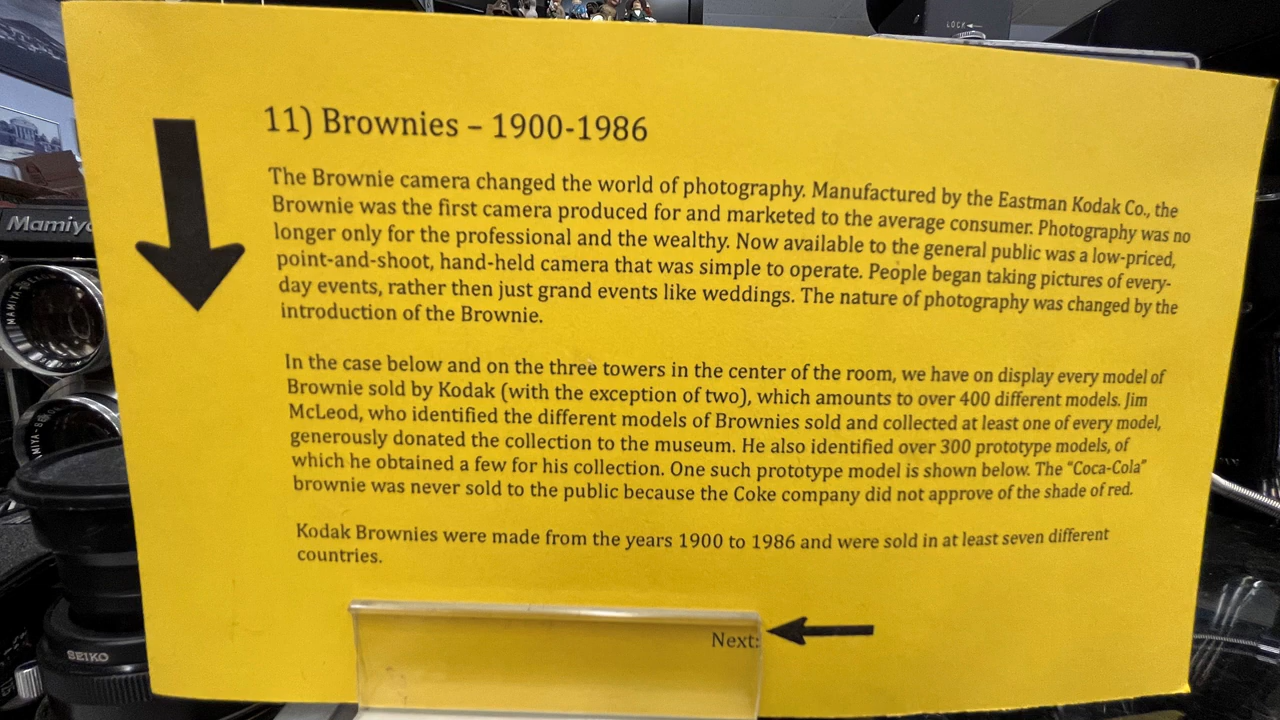 LOCK
11) Brownies – 1900-1986
The Brownie camera changed the world of photography. Manufactured by the Eastman Kodak Co., the
Brownie was the first camera produced for and marketed to the average consumer. Photography was no
longer only for the professional and the wealthy. Now available to the general public was a low-priced,
point-and-shoot, hand-held camera that was simple to operate. People began taking pictures of every-
day events, rather then just grand events like weddings. The nature of photography was changed by the
introduction of the Brownie.
In the case below and on the three towers in the center of the room, we have on display every model of
Brownie sold by Kodak (with the exception of two), which amounts to over 400 different models. Jim
McLeod, who identified the different models of Brownies sold and collected at least one of every model,
generously donated the collection to the museum. He also identified over 300 prototype models, of
which he obtained a few for his collection. One such prototype model is shown below. The “Coca-Cola”
brownie was never sold to the public because the Coke company did not approve of the shade of red.
Kodak Brownies were made from the years 1900 to 1986 and were sold in at least seven different
countries.
Next:
Mamiya
MAMIYA
SEIKO